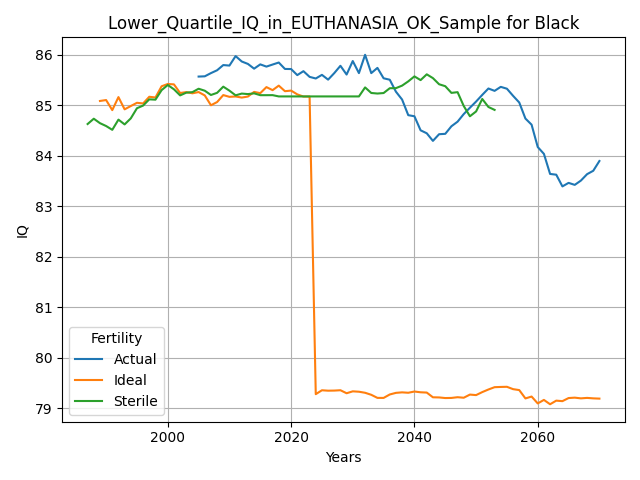 Lower_Quartile_IQ_in_EUTHANASIA_OK_Sample for Black
86
85
84
83
82
81
80
79
IQ
Fertility
Actual
Ideal
Sterile
2000
2020
2040
2060
Years